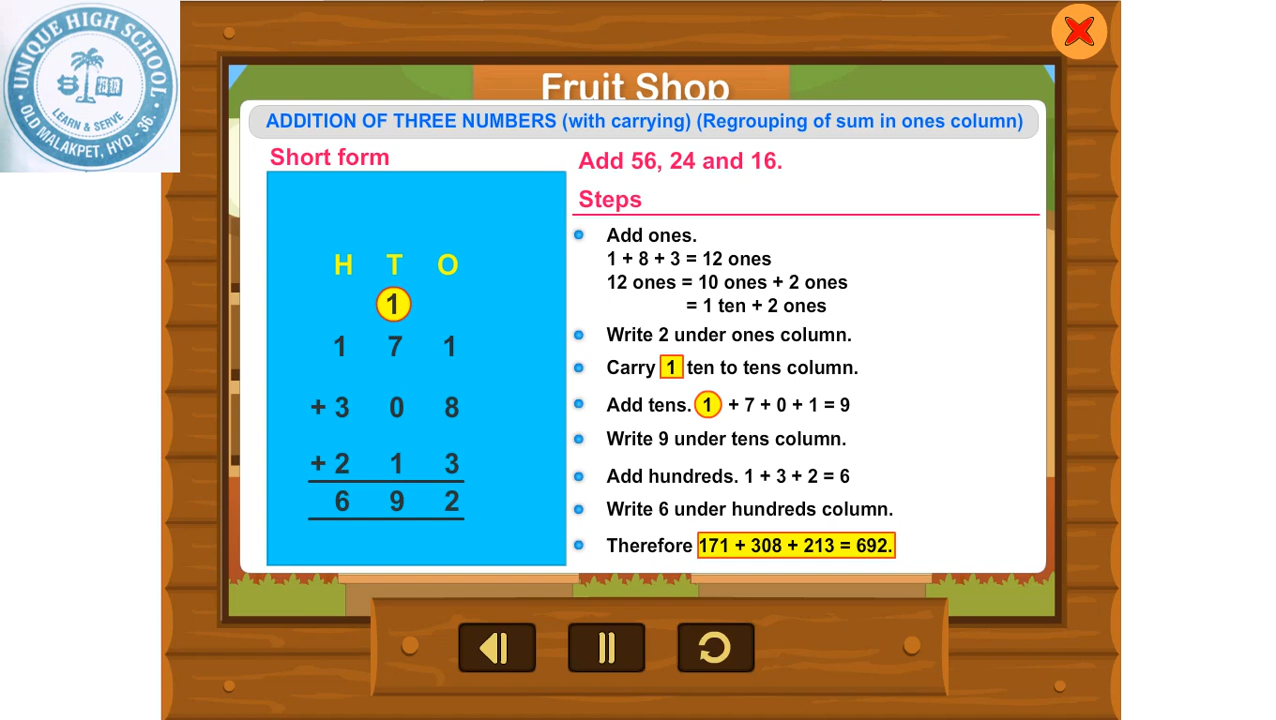 UNIQUE HIGH SCHOOL
LEARN & SERVE
OLD MALAKPET, HYD - 36.
Fruit Shop
ADDITION OF THREE NUMBERS (with carrying) (Regrouping of sum in ones column)
Short form
H T O
1
1 7 1
+ 3 0 8
+ 2 1 3
6 9 2
Add 56, 24 and 16.
Steps
Add ones.
1 + 8 + 3 = 12 ones
12 ones = 10 ones + 2 ones
= 1 ten + 2 ones
Write 2 under ones column.
Carry 1 ten to tens column.
Add tens. 1 + 7 + 0 + 1 = 9
Write 9 under tens column.
Add hundreds. 1 + 3 + 2 = 6
Write 6 under hundreds column.
Therefore 171 + 308 + 213 = 692.